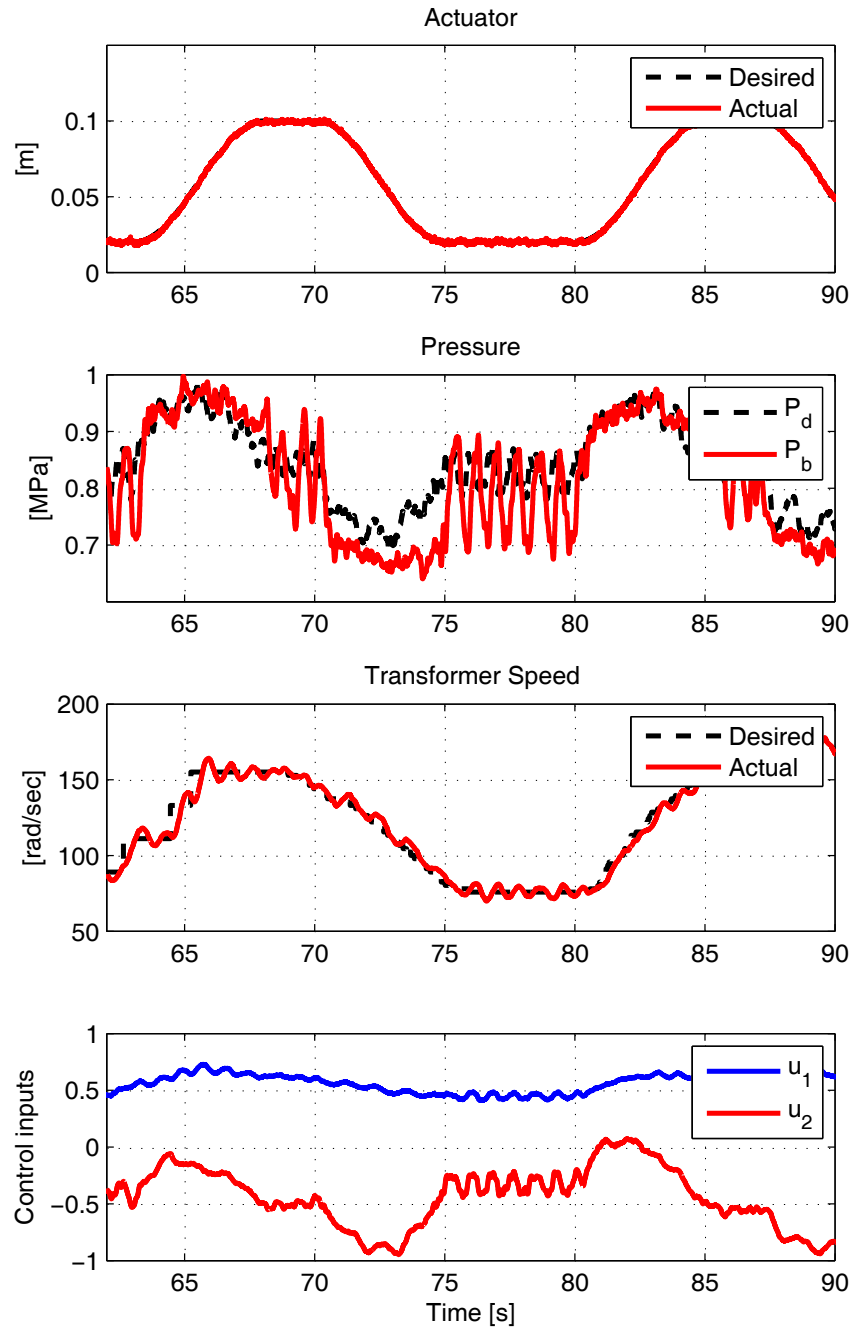 Actuator
Desired
Actual
0.1
0.05
0
[m]
65 70 75 80 85 90
Pressure
P_d
P_b
1
0.9
0.8
0.7
[MPa]
65 70 75 80 85 90
Transformer Speed
Desired
Actual
200
150
100
50
[rad/sec]
65 70 75 80 85 90
u_1
u_2
1
0.5
0
−0.5
−1
Control inputs
65 70 75 80 85 90
Time [s]